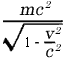 mc²
√1 - v²
c²